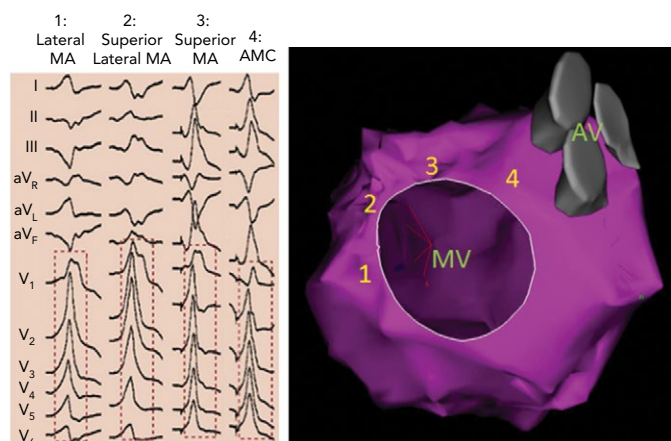 1:
Lateral
MA
2:
Superior
Lateral MA
3:
Superior
MA
4:
AMC
I
II
III
aVR
aVL
aVF
V1
V2
V3
V4
V5
AV
3
4
2
MV
1